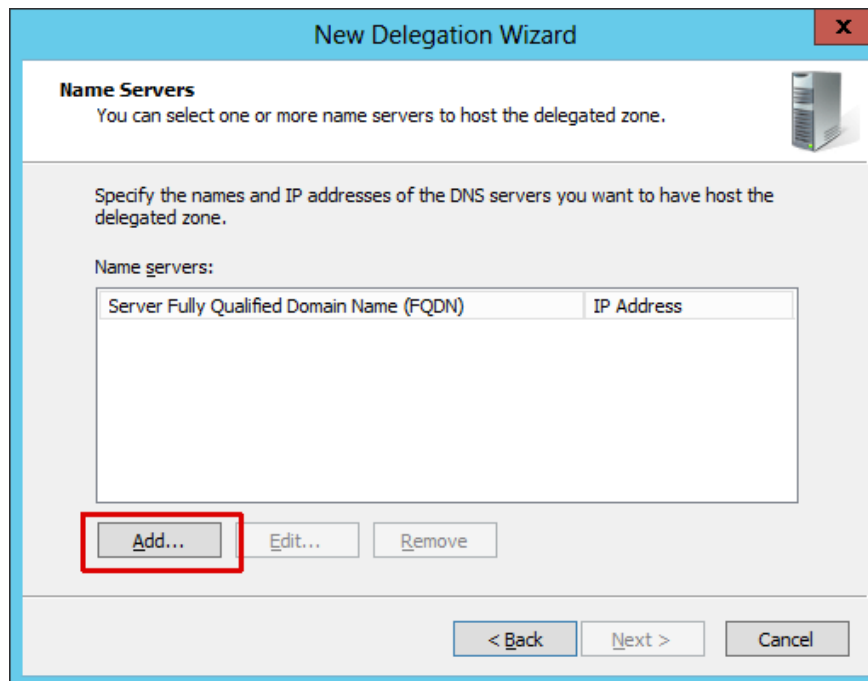 New Delegation Wizard
x
Name Servers
You can select one or more name servers to host the delegated zone.
Specify the names and IP addresses of the DNS servers you want to have host the
delegated zone.
Name servers:
Server Fully Qualified Domain Name (FQDN) IP Address
Add... Edit... Remove
< Back Next > Cancel